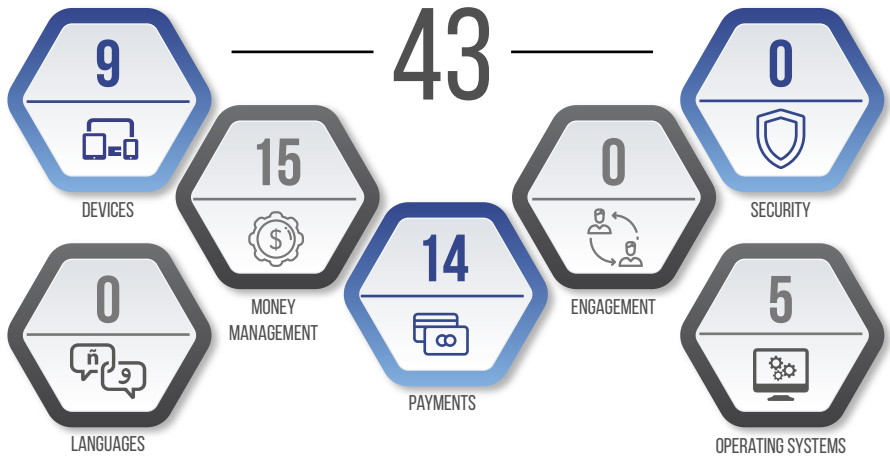 43
9
DEVICES
0
SECURITY
15
MONEY
MANAGEMENT
0
ENGAGEMENT
14
PAYMENTS
0
ñ
و
LANGUAGES
5
OPERATING SYSTEMS
$